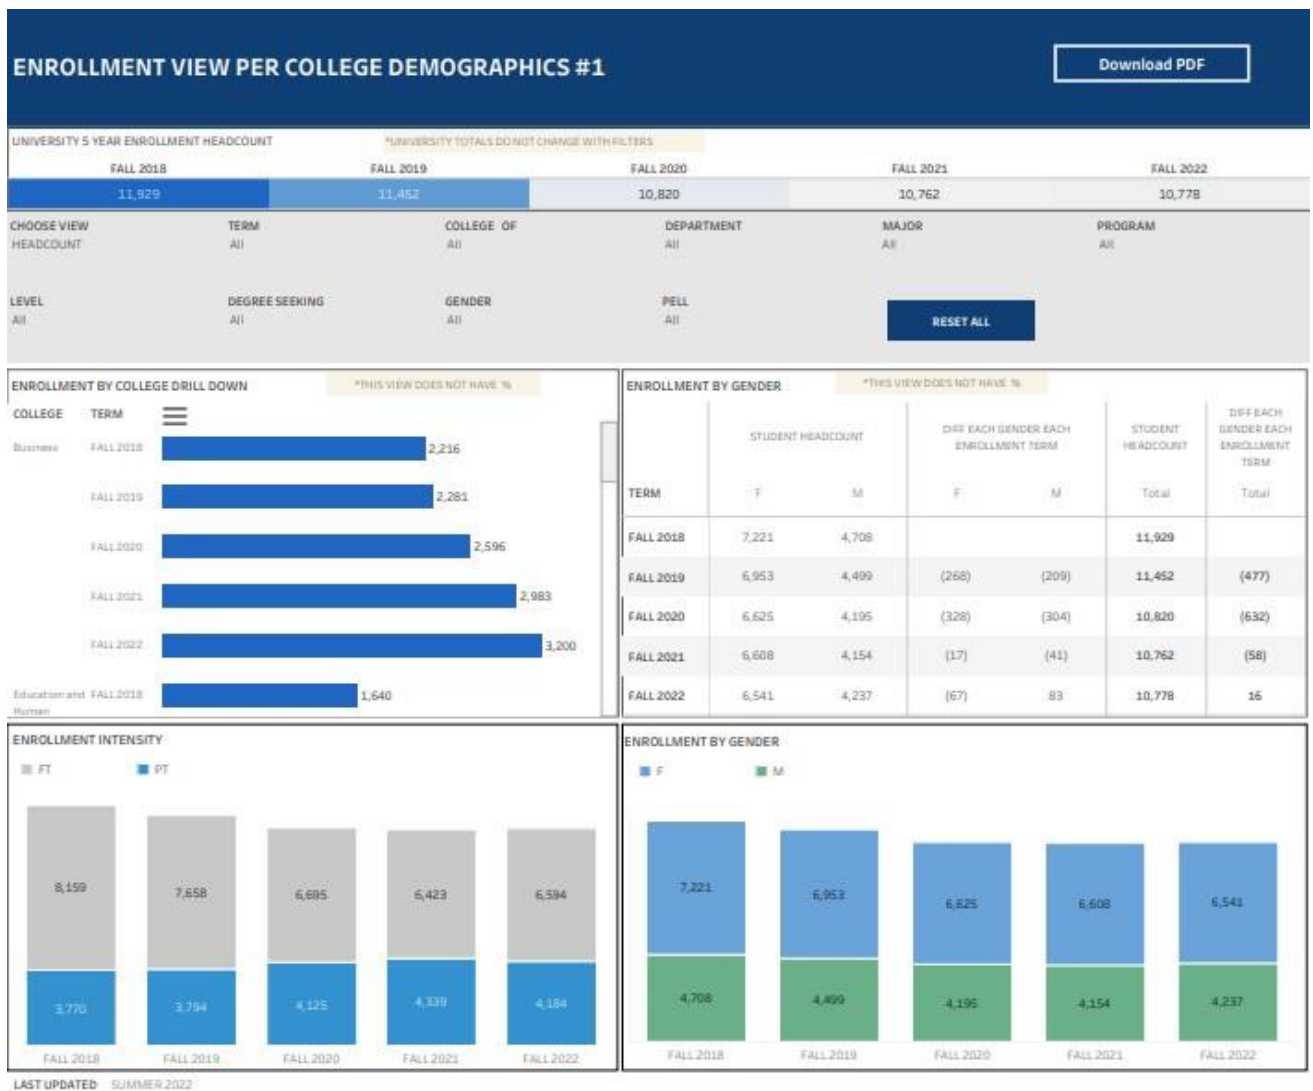 ENROLLMENT VIEW PER COLLEGE DEMOGRAPHICS #1
Download PDF
UNIVERSITY 5 YEAR ENROLLMENT HEADCOUNT *UNIVERSITY TOTALS DO NOT CHANGE WITH FILTERS
FALL 2018 FALL 2019 FALL 2020 FALL 2021 FALL 2022
11,929 11,452 10,820 10,762 10,778
CHOOSE VIEW TERM COLLEGE OF DEPARTMENT MAJOR PROGRAM
HEADCOUNT All All All All All
LEVEL DEGREE SEEKING GENDER PELL
All All All All
RESET ALL
ENROLLMENT BY COLLEGE DRILL DOWN *THIS VIEW DOES NOT HAVE %
COLLEGE TERM
Business FALL 2018 2,216
FALL 2019 2,281
FALL 2020 2,596
FALL 2021 2,983
FALL 2022 3,200
Education and FALL 2018 1,640
Human
ENROLLMENT BY GENDER *THIS VIEW DOES NOT HAVE %
STUDENT HEADCOUNT
DIFF EACH GENDER EACH
ENROLLMENT TERM
STUDENT
HEADCOUNT
DIFF EACH
GENDER EACH
ENROLLMENT
TERM
TERM F M F M Total Total
FALL 2018 7,221 4,708 11,929
FALL 2019 6,953 4,499 (268) (209) 11,452 (477)
FALL 2020 6,625 4,195 (328) (304) 10,820 (632)
FALL 2021 6,608 4,154 (17) (41) 10,762 (58)
FALL 2022 6,541 4,237 (67) 83 10,778 16
ENROLLMENT INTENSITY
FT PT
8,159 7,658 6,695 6,423 6,594
3,770 3,794 4,125 4,339 4,184
FALL 2018 FALL 2019 FALL 2020 FALL 2021 FALL 2022
ENROLLMENT BY GENDER
F M
7,221 6,953 6,625 6,608 6,541
4,708 4,499 4,195 4,154 4,237
FALL 2018 FALL 2019 FALL 2020 FALL 2021 FALL 2022
LAST UPDATED SUMMER 2022